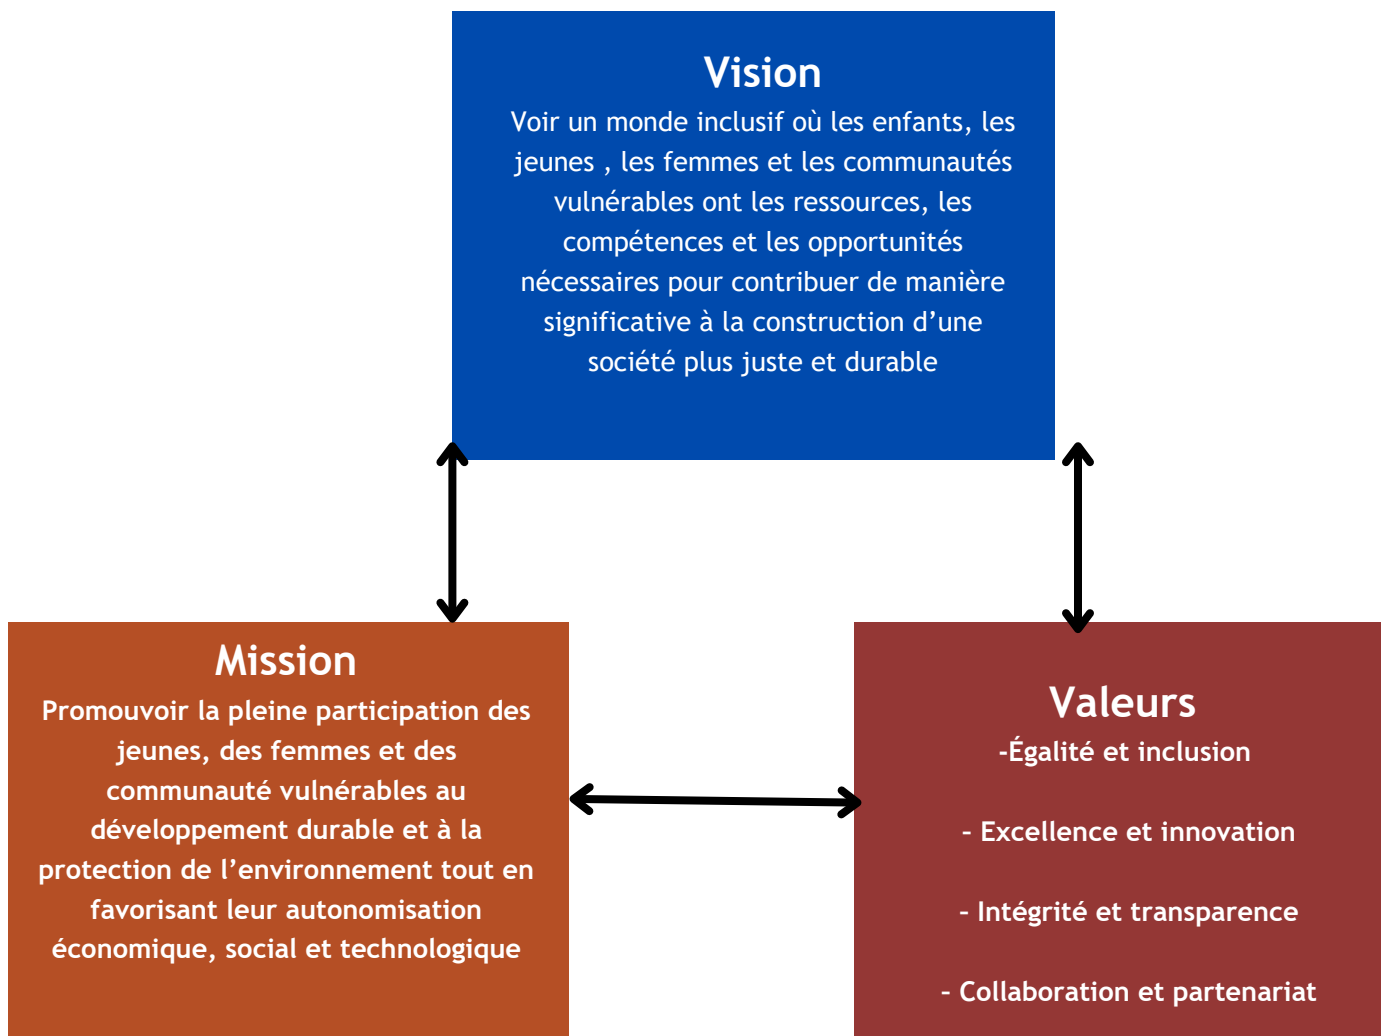 Vision
Voir un monde inclusif où les enfants, les
jeunes , les femmes et les communautés
vulnérables ont les ressources, les
compétences et les opportunités
nécessaires pour contribuer de manière
significative à la construction d’une
société plus juste et durable
Mission
Promouvoir la pleine participation des
jeunes, des femmes et des
communauté vulnérables au
développement durable et à la
protection de l’environnement tout en
favorisant leur autonomisation
économique, social et technologique
Valeurs
-Égalité et inclusion
- Excellence et innovation
- Intégrité et transparence
- Collaboration et partenariat